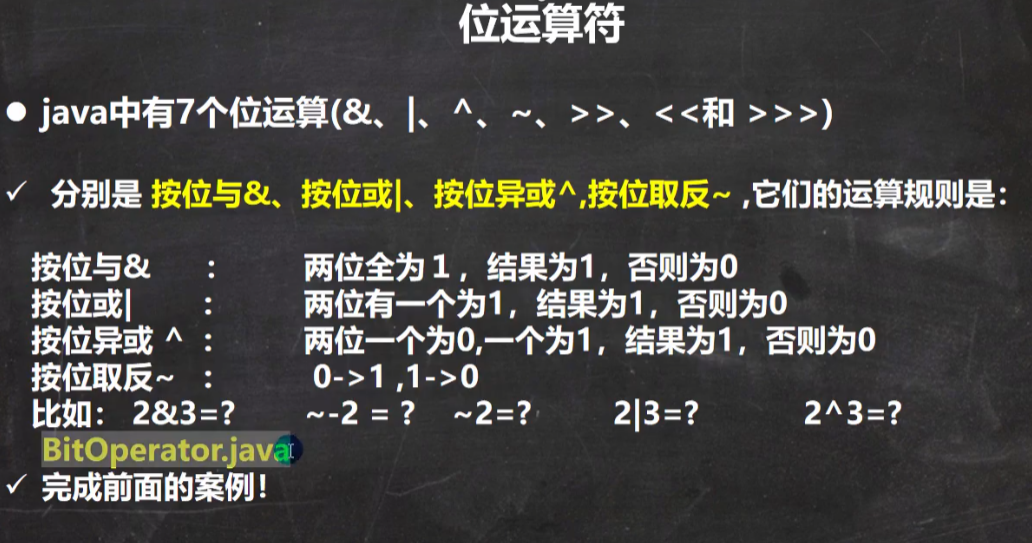 位运算符
● java中有7个位运算(&、|、^、~、>>、<<和 >>>)
✓ 分别是 按位与&、按位或|、按位异或^,按位取反~ ,它们的运算规则是：
按位与& ： 两位全为１，结果为1，否则为0
按位或| ： 两位有一个为1，结果为1，否则为0
按位异或 ^ ： 两位一个为0,一个为1，结果为1，否则为0
按位取反~ ： 0->1 ,1->0
比如： 2&3=? ~-2 = ? ~2=? 2|3=? 2^3=?
BitOperator.java
✓ 完成前面的案例！